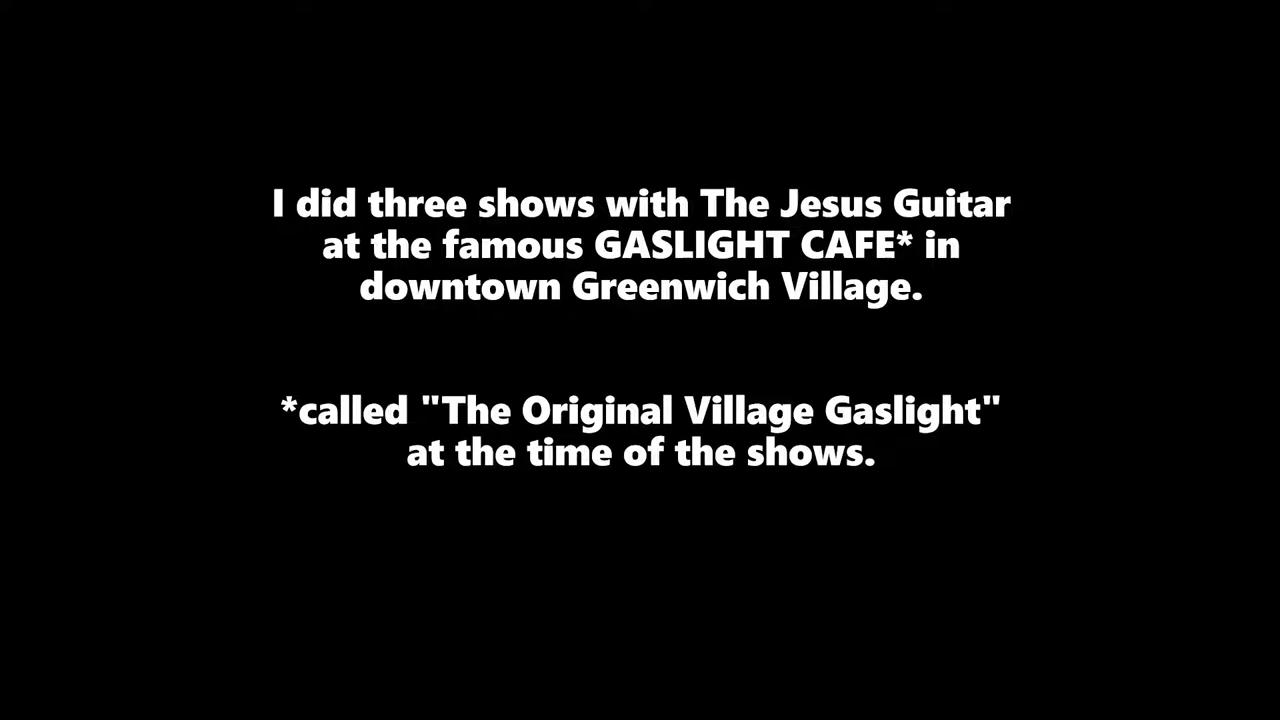 I did three shows with The Jesus Guitar
at the famous GASLIGHT CAFE* in
downtown Greenwich Village.
*called "The Original Village Gaslight"
at the time of the shows.